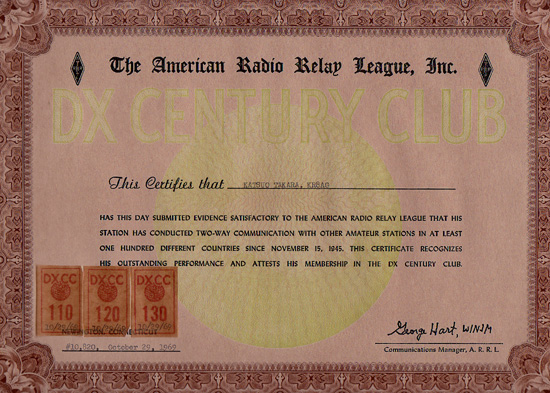 The American Radio Relay League, Inc.
DX CENTURY CLUB
This Certifies that KATSUO TAKABA,
HAS THIS DAY SUBMITTED EVIDENCE SATISFACTORY TO THE AMERICAN RADIO RELAY LEAGUE THAT HIS
STATION HAS CONDUCTED TWO-WAY COMMUNICATION WITH OTHER AMATEUR STATIONS IN AT LEAST
ONE HUNDRED DIFFERENT COUNTRIES SINCE NOVEMBER 15, 1945. THIS CERTIFICATE RECOGNIZES
HIS OUTSTANDING PERFORMANCE AND ATTESTS HIS MEMBERSHIP IN THE DX CENTURY CLUB.
DXCC DXCC DXCC
110 120 130
CONNECTICUT
#10,820, October 29, 1969
George Hart, W1NJM
Communications Manager, A. R. R. L.